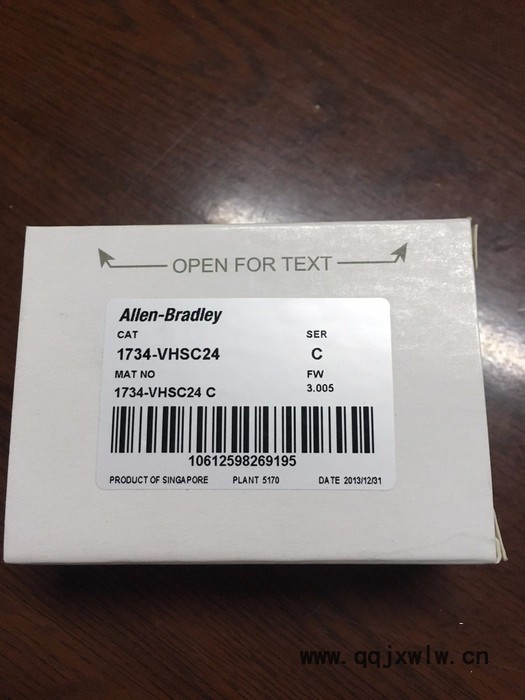 OPEN FOR TEXT
Allen-Bradley
CAT SER
1734-VHSC24 C
MAT NO FW
1734-VHSC24 C 3.005
10612598269195
PRODUCT OF SINGAPORE PLANT 5170 DATE 2013/12/31
www.qqjxwlw.cn